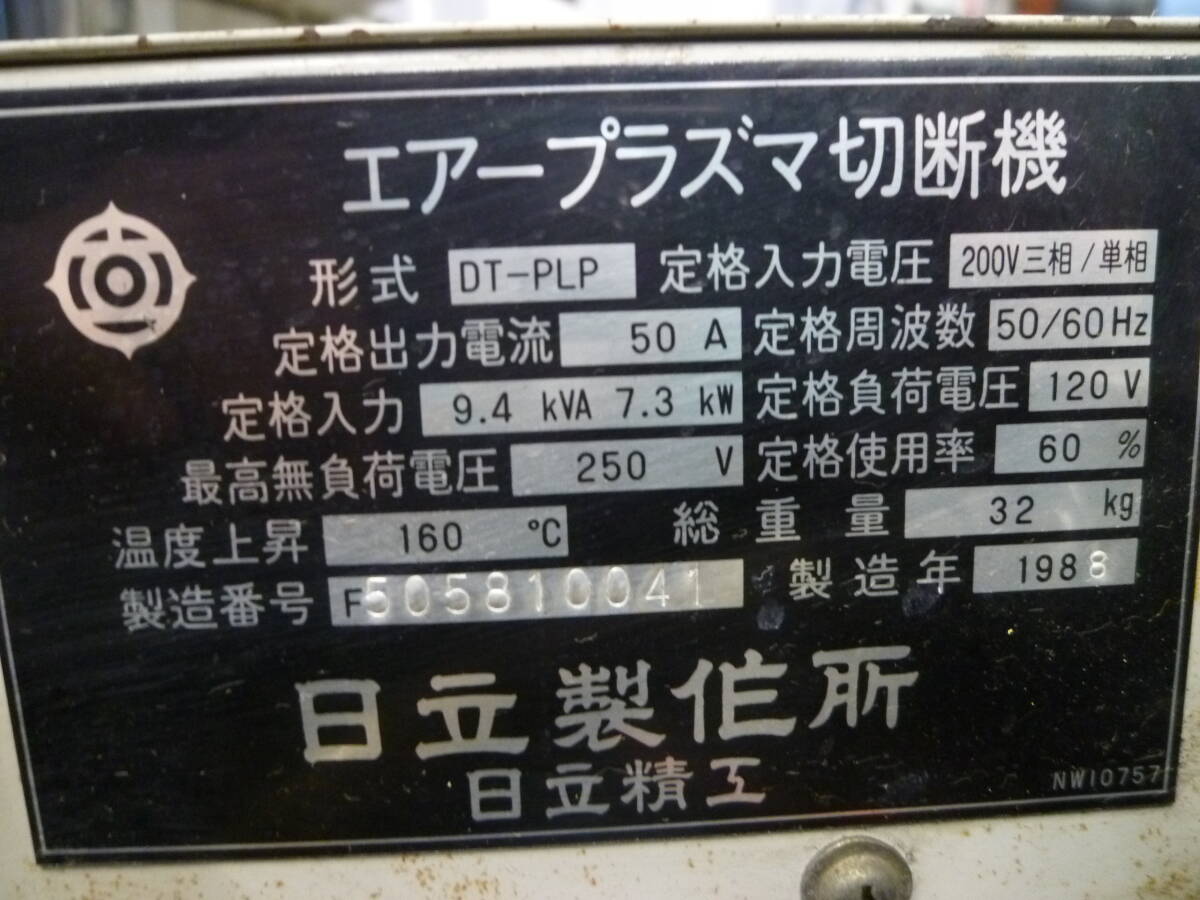 エアープラズマ切断機
形式 DT-PLP 定格入力電圧 200V三相/単相
定格出力電流 50 A 定格周波数 50/60Hz
定格入力 9.4 kVA 7.3 kW 定格負荷電圧 120 V
最高無負荷電圧 250 V 定格使用率 60 %
温度上昇 160 ℃ 総重量 32 kg
製造番号 F505810041 製造年 1988
日立製作所
日立精工
NW10757